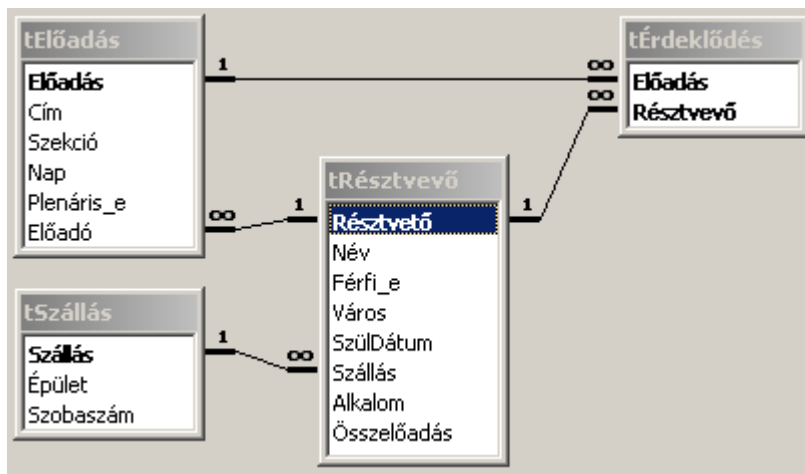 tElőadás
Előadás
Cím
Szekció
Nap
Plenáris_e
Előadó
1
∞
tÉrdeklődés
Előadás
Résztvevő
∞
∞
tRésztvevő
Résztvető
Név
Férfi_e
Város
SzülDátum
Szállás
Alkalom
Összelőadás
1
1
∞
tSzállás
Szállás
Épület
Szobaszám
1